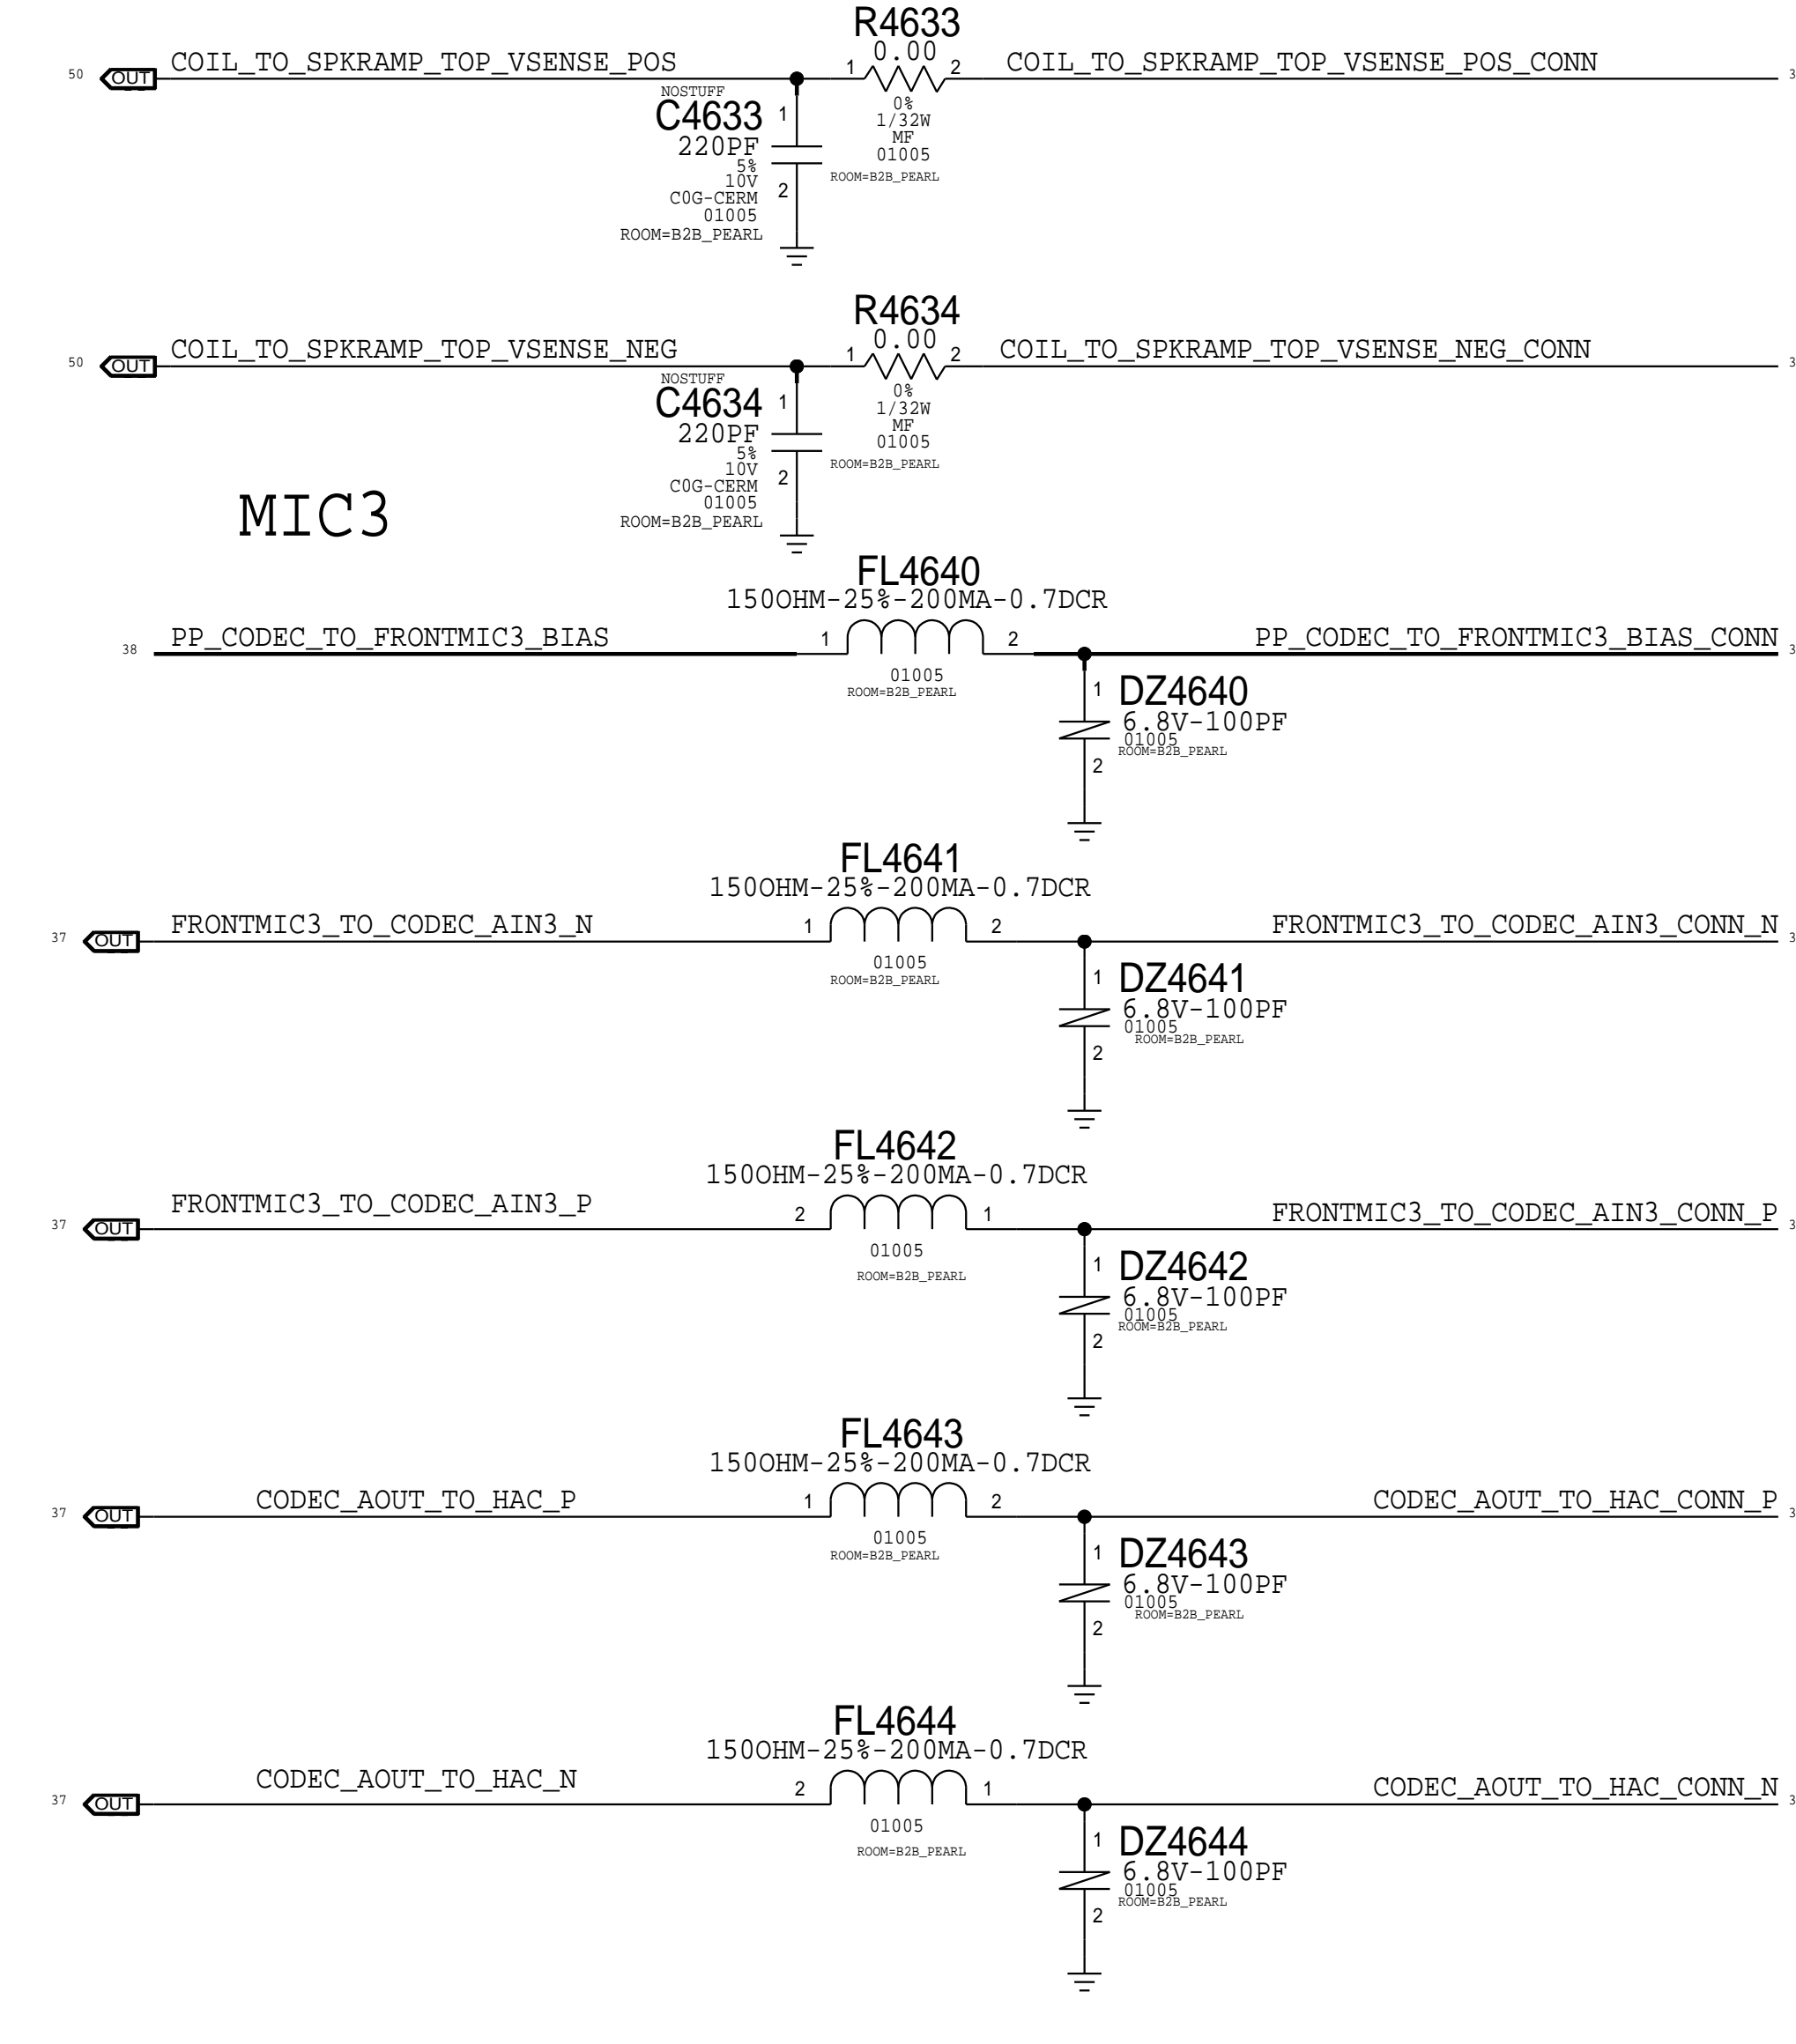 R4633
0.00
50 OUT COIL_TO_SPKRAMP_TOP_VSENSE_POS 1 2 COIL_TO_SPKRAMP_TOP_VSENSE_POS_CONN 3
NOSTUFF
C4633 1
220PF
5%
10V
C0G-CERM
01005
2
ROOM=B2B_PEARL
0%
1/32W
MF
01005
ROOM=B2B_PEARL
R4634
0.00
50 OUT COIL_TO_SPKRAMP_TOP_VSENSE_NEG 1 2 COIL_TO_SPKRAMP_TOP_VSENSE_NEG_CONN 3
NOSTUFF
C4634 1
220PF
5%
10V
C0G-CERM
01005
2
ROOM=B2B_PEARL
0%
1/32W
MF
01005
ROOM=B2B_PEARL
MIC3
FL4640
150OHM-25%-200MA-0.7DCR
38 PP_CODEC_TO_FRONTMIC3_BIAS 1 2 PP_CODEC_TO_FRONTMIC3_BIAS_CONN 3
01005
ROOM=B2B_PEARL
1 DZ4640
6.8V-100PF
01005
ROOM=B2B_PEARL
2
FL4641
150OHM-25%-200MA-0.7DCR
37 OUT FRONTMIC3_TO_CODEC_AIN3_N 1 2 FRONTMIC3_TO_CODEC_AIN3_CONN_N 3
01005
ROOM=B2B_PEARL
1 DZ4641
6.8V-100PF
01005
ROOM=B2B_PEARL
2
FL4642
150OHM-25%-200MA-0.7DCR
37 OUT FRONTMIC3_TO_CODEC_AIN3_P 2 1 FRONTMIC3_TO_CODEC_AIN3_CONN_P 3
01005
ROOM=B2B_PEARL
1 DZ4642
6.8V-100PF
01005
ROOM=B2B_PEARL
2
FL4643
150OHM-25%-200MA-0.7DCR
37 OUT CODEC_AOUT_TO_HAC_P 1 2 CODEC_AOUT_TO_HAC_CONN_P 3
01005
ROOM=B2B_PEARL
1 DZ4643
6.8V-100PF
01005
ROOM=B2B_PEARL
2
FL4644
150OHM-25%-200MA-0.7DCR
37 OUT CODEC_AOUT_TO_HAC_N 2 1 CODEC_AOUT_TO_HAC_CONN_N 3
01005
ROOM=B2B_PEARL
1 DZ4644
6.8V-100PF
01005
ROOM=B2B_PEARL
2